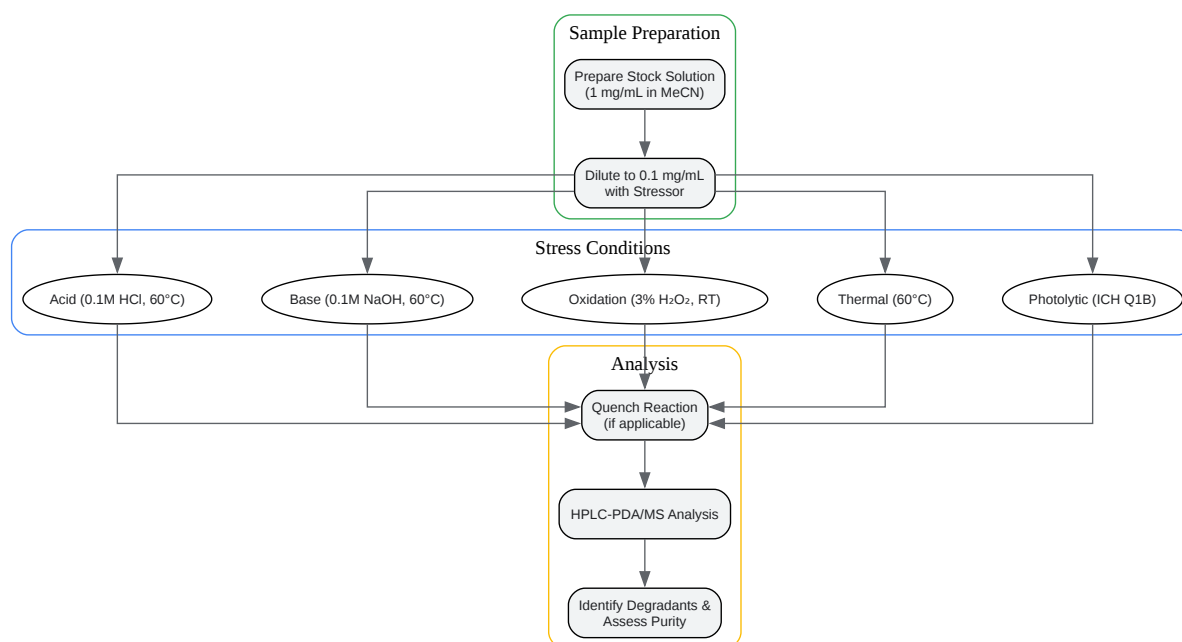 Sample Preparation
Prepare Stock Solution
(1 mg/mL in MeCN)
Dilute to 0.1 mg/mL
with Stressor
Stress Conditions
Acid (0.1M HCl, 60°C)
Base (0.1M NaOH, 60°C)
Oxidation (3% H₂O₂, RT)
Thermal (60°C)
Photolytic (ICH Q1B)
Analysis
Quench Reaction
(if applicable)
HPLC-PDA/MS Analysis
Identify Degradants &
Assess Purity